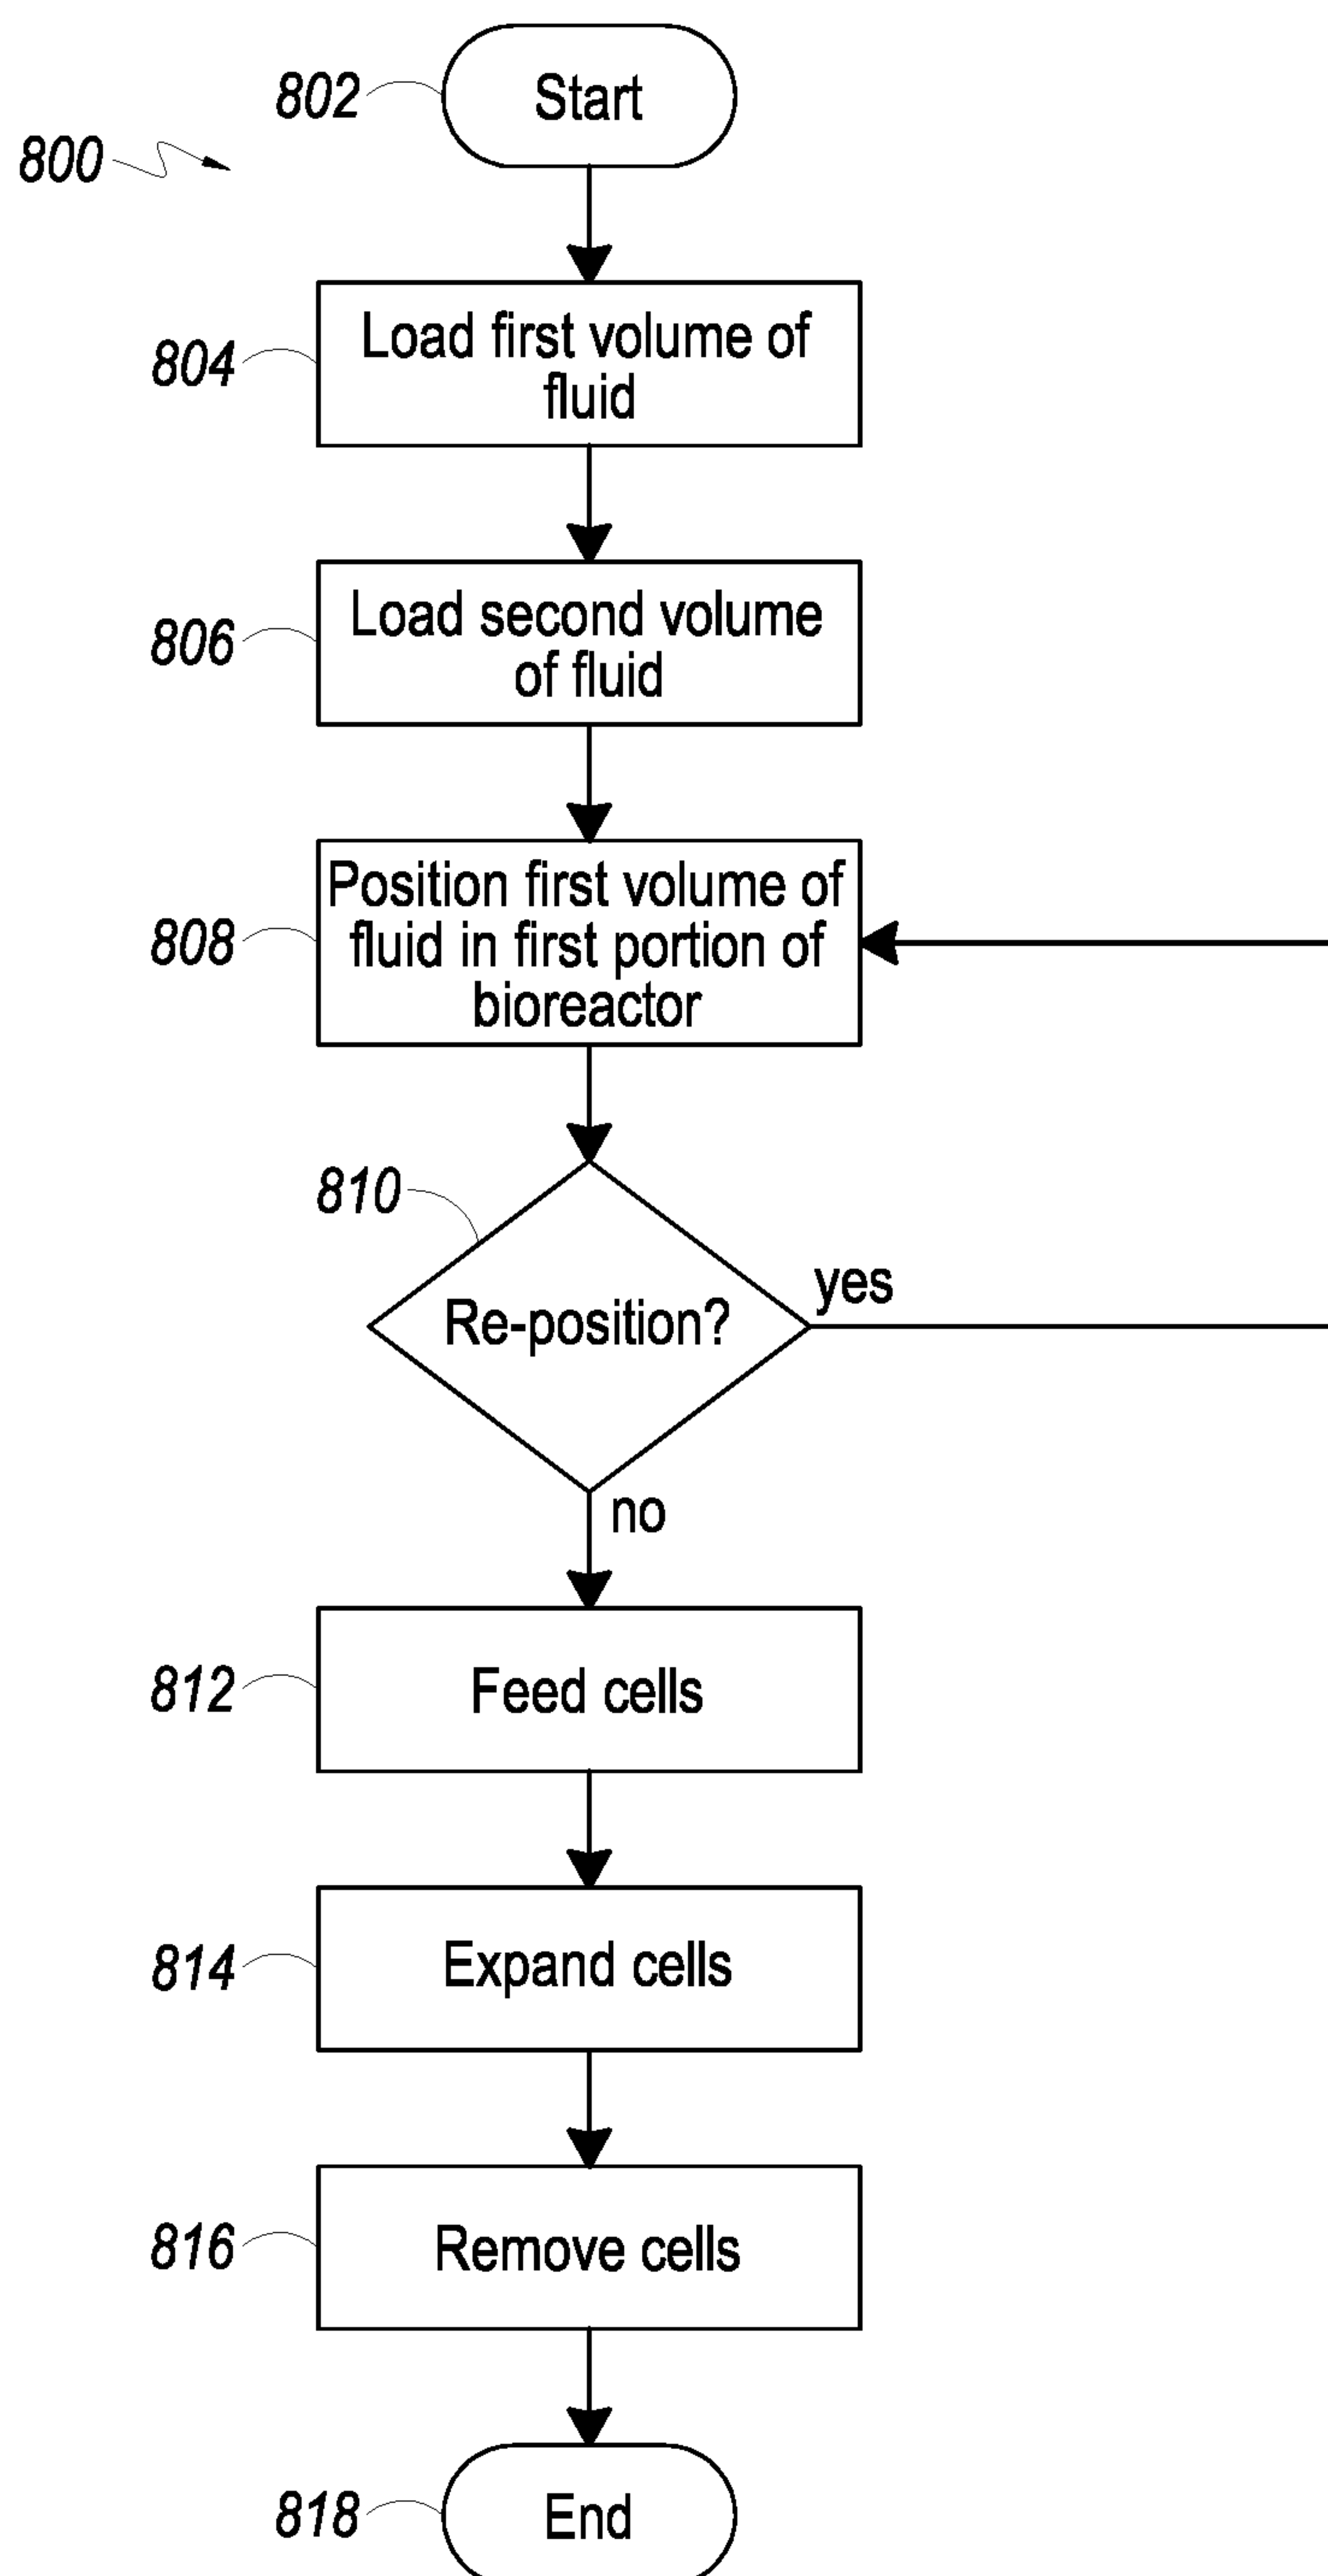 802
Start
800
804
Load first volume of
fluid
806
Load second volume
of fluid
808
Position first volume of
fluid in first portion of
bioreactor
810
Re-position?
yes
no
812
Feed cells
814
Expand cells
816
Remove cells
818
End